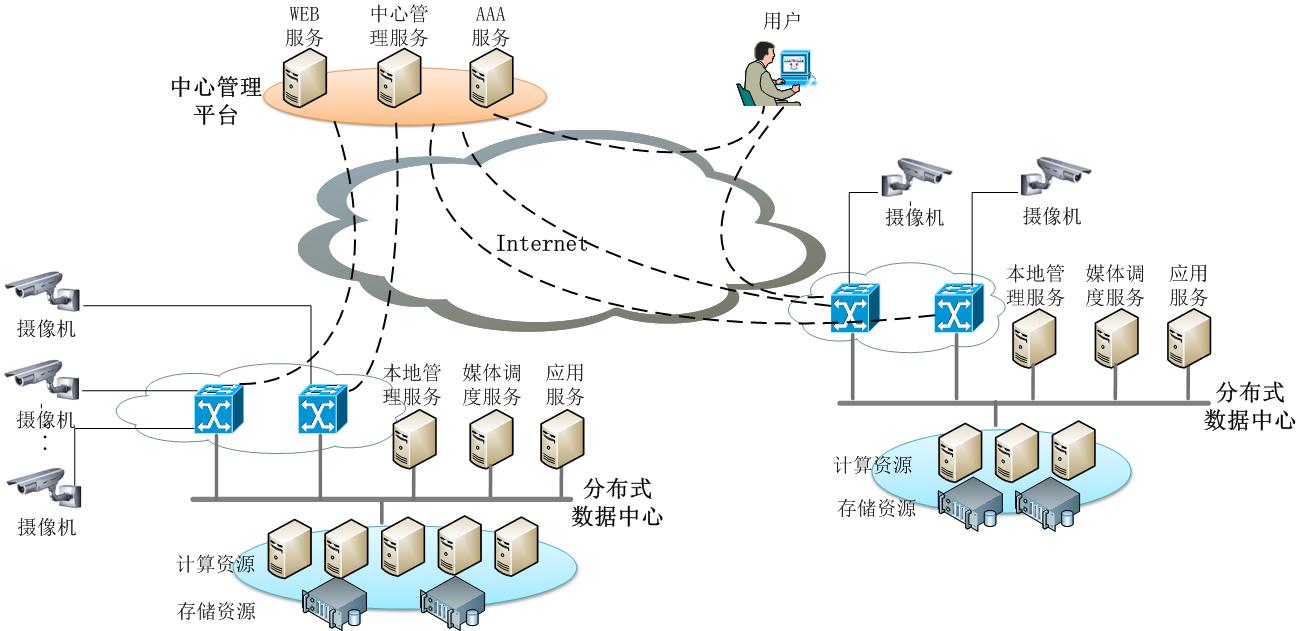 WEB
服务
中心管
理服务
AAA
服务
用户
中心管理
平台
摄像机
摄像机
Internet
本地管
理服务
媒体调
度服务
应用
服务
摄像机
摄像机
摄像机
本地管
理服务
媒体调
度服务
应用
服务
分布式
数据中心
计算资源
存储资源
分布式
数据中心
计算资源
存储资源